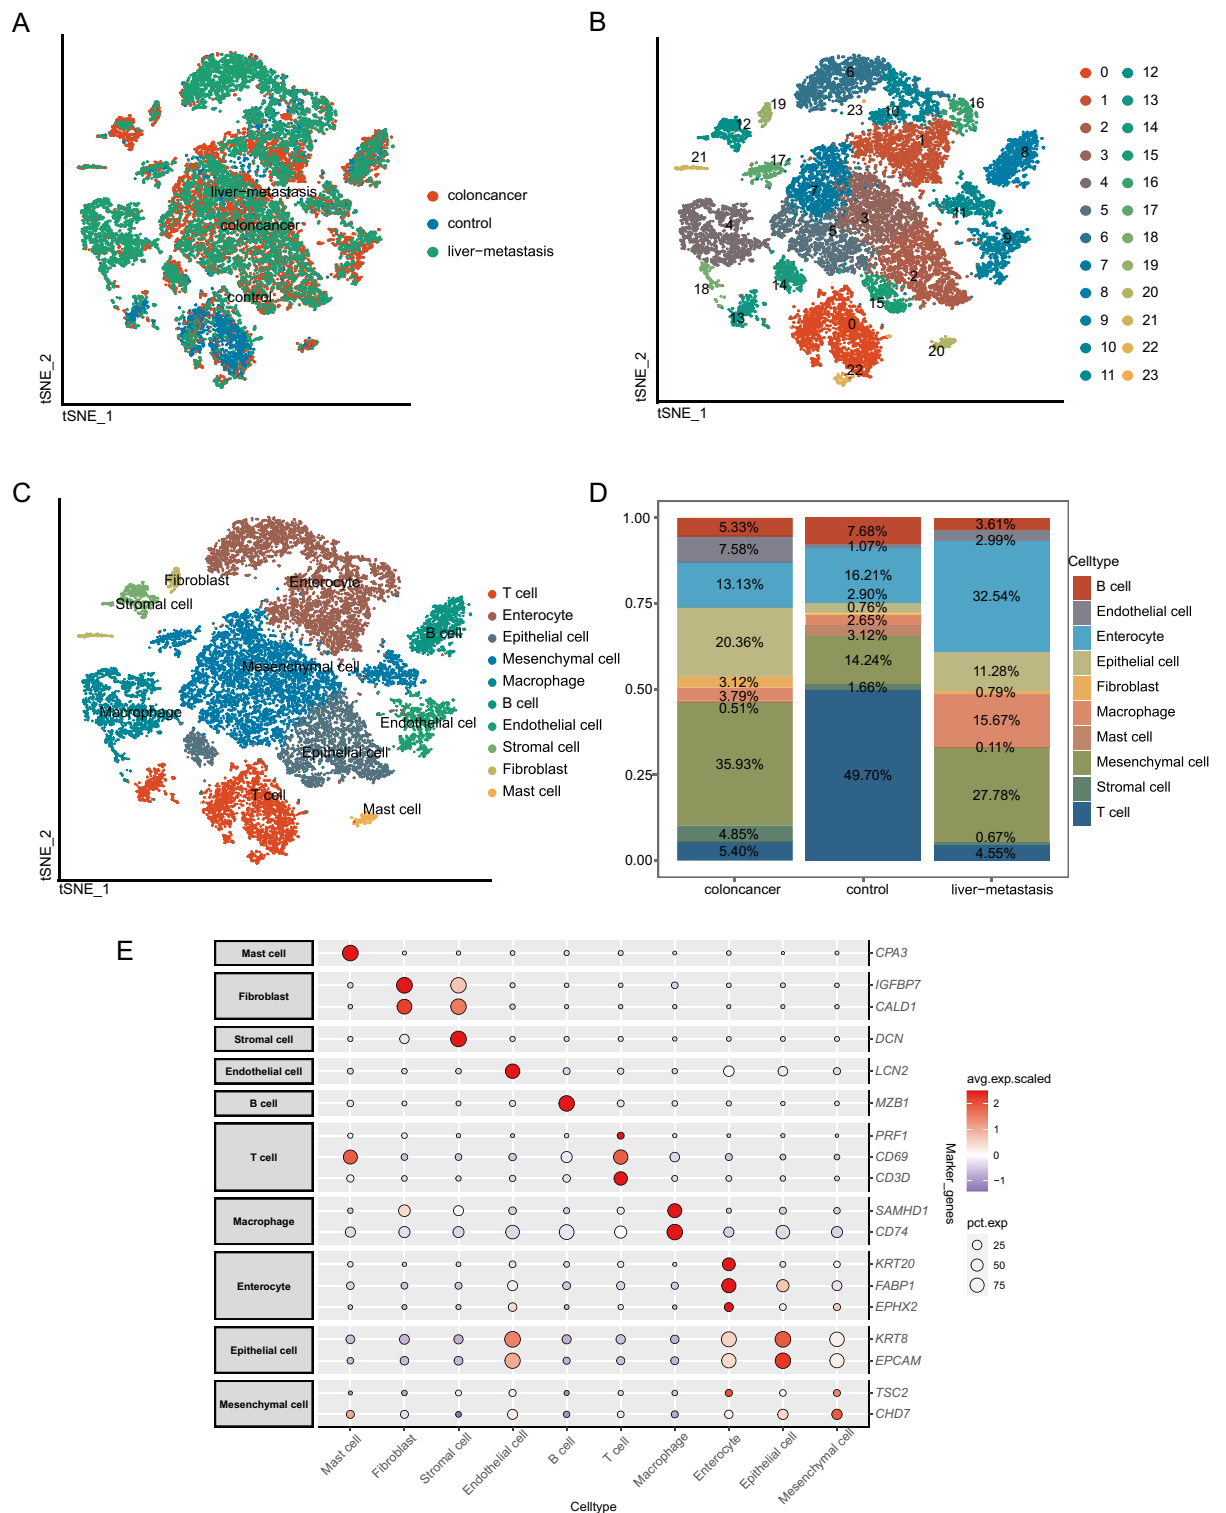 A
liver−metastasis
coloncancer
control
coloncancer
control
liver−metastasis
tSNE_2
tSNE_1
B
6
23
10
16
19
12
1
8
21
17
7
11
3
4
5
9
2
18
14
15
13
0
20
22
0
1
2
3
4
5
6
7
8
9
10
11
12
13
14
15
16
17
18
19
20
21
22
23
tSNE_2
tSNE_1
C
Fibroblast
Enterocyte
Stromal cell
B cell
Mesenchymal cell
Macrophage
Endothelial cel
Epithelial cell
T cell
Mast cell
T cell
Enterocyte
Epithelial cell
Mesenchymal cell
Macrophage
B cell
Endothelial cell
Stromal cell
Fibroblast
Mast cell
tSNE_2
tSNE_1
D
1.00
0.75
0.50
0.25
0.00
5.33%
7.58%
13.13%
20.36%
3.12%
3.79%
0.51%
35.93%
4.85%
5.40%
7.68%
1.07%
16.21%
2.90%
0.76%
2.65%
3.12%
14.24%
1.66%
49.70%
3.61%
2.99%
32.54%
11.28%
0.79%
15.67%
0.11%
27.78%
0.67%
4.55%
coloncancer
control
liver−metastasis
Celltype
B cell
Endothelial cell
Enterocyte
Epithelial cell
Fibroblast
Macrophage
Mast cell
Mesenchymal cell
Stromal cell
T cell
E
Mast cell
Fibroblast
Stromal cell
Endothelial cell
B cell
T cell
Macrophage
Enterocyte
Epithelial cell
Mesenchymal cell
CPA3
IGFBP7
CALD1
DCN
LCN2
MZB1
PRF1
CD69
CD3D
SAMHD1
CD74
KRT20
FABP1
EPHX2
KRT8
EPCAM
TSC2
CHD7
Marker_genes
Mast cell
Fibroblast
Stromal cell
Endothelial cell
B cell
T cell
Macrophage
Enterocyte
Epithelial cell
Mesenchymal cell
Celltype
avg.exp.scaled
2
1
0
−1
pct.exp
25
50
75